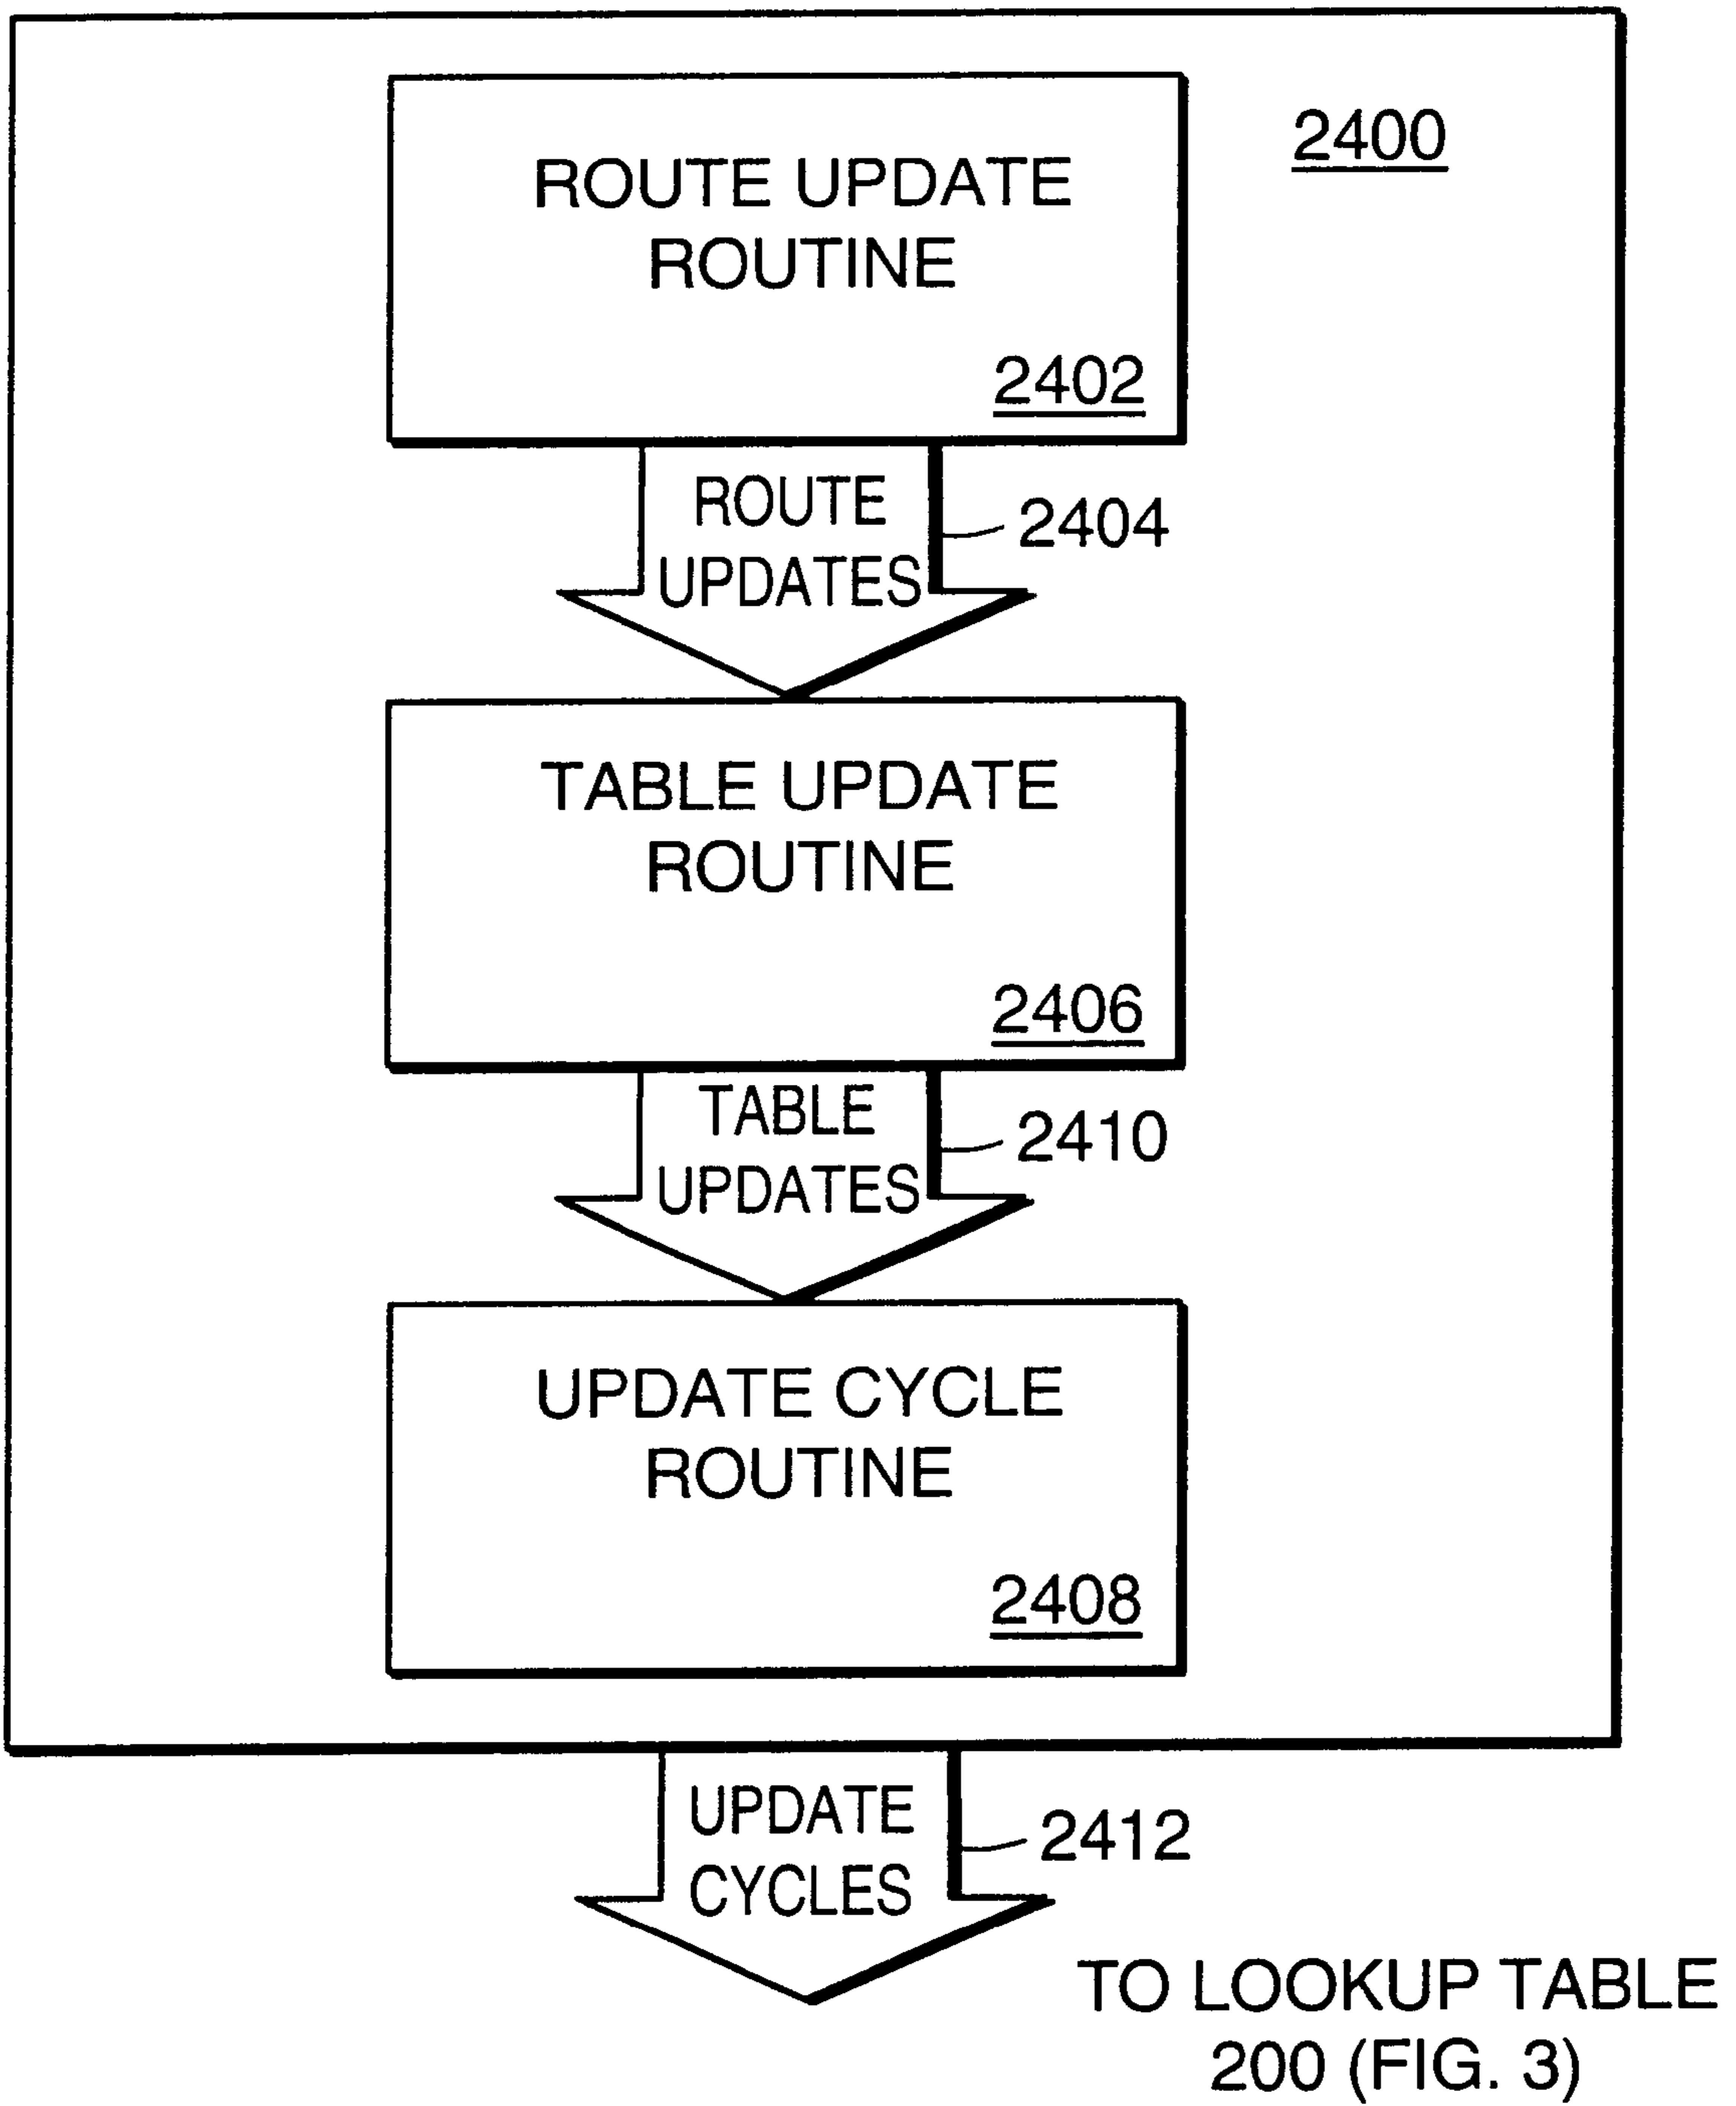 2400
ROUTE UPDATE
ROUTINE
2402
ROUTE
UPDATES
2404
TABLE UPDATE
ROUTINE
2406
TABLE
UPDATES
2410
UPDATE CYCLE
ROUTINE
2408
UPDATE
CYCLES
2412
TO LOOKUP TABLE
200 (FIG. 3)